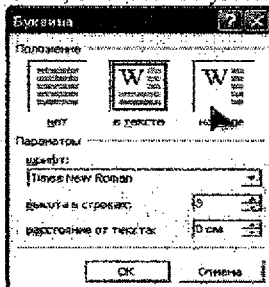 Буквица
Положение
W W
нет в тексте на поле
Параметры
шрифт:
Times New Roman
высота в строках: 3
расстояние от текста: 0 см
ОК Отмена